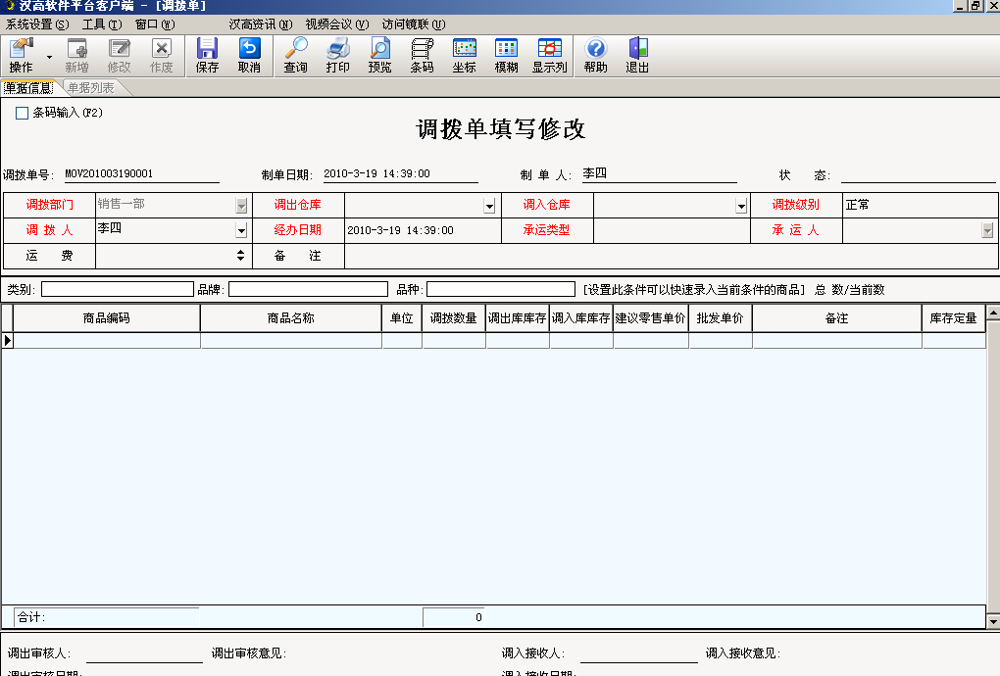 汉高软件平台客户端 - [调拨单]
系统设置(S) 工具(T) 窗口(W) 汉高资讯(N) 视频会议(V) 访问镜联(U)
操作 新增 修改 作废 保存 取消 查询 打印 预览 条码 坐标 模糊 显示列 帮助 退出
单据信息 单据列表
条码输入(F2)
调拨单填写修改
调拨单号: MOV201003190001 制单日期: 2010-3-19 14:39:00 制 单 人: 李四 状 态:
调拨部门 销售一部 调出仓库 调入仓库 调拨级别 正常
调 拨 人 李四 经办日期 2010-3-19 14:39:00 承运类型 承 运 人
运 费 备 注
类别: 品牌: 品种: [设置此条件可以快速录入当前条件的商品] 总 数/当前数
商品编码 商品名称 单位 调拨数量 调出库库存 调入库库存 建议零售单价 批发单价 备注 库存定量
合计: 0
调出审核人: 调出审核意见: 调入接收人: 调入接收意见:
调出审核日期: 调入接收日期: